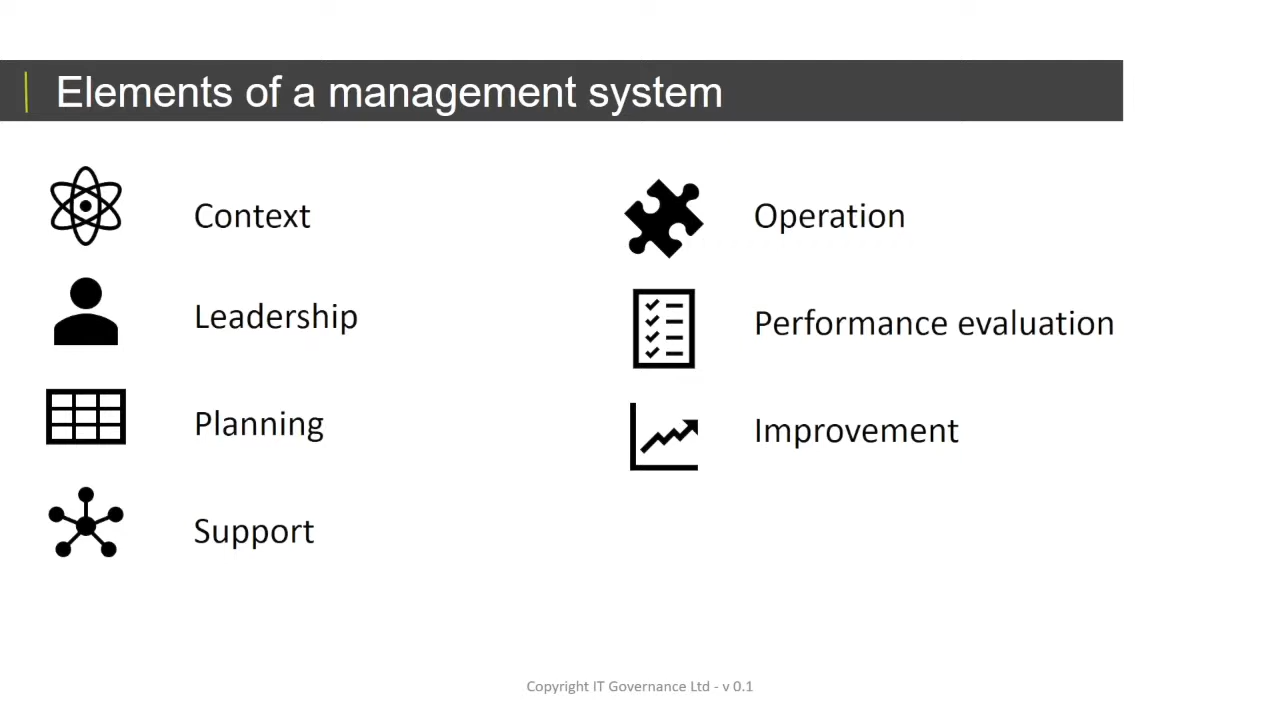 Elements of a management system
Context
Leadership
Planning
Support
Operation
Performance evaluation
Improvement
Copyright IT Governance Ltd - v 0.1